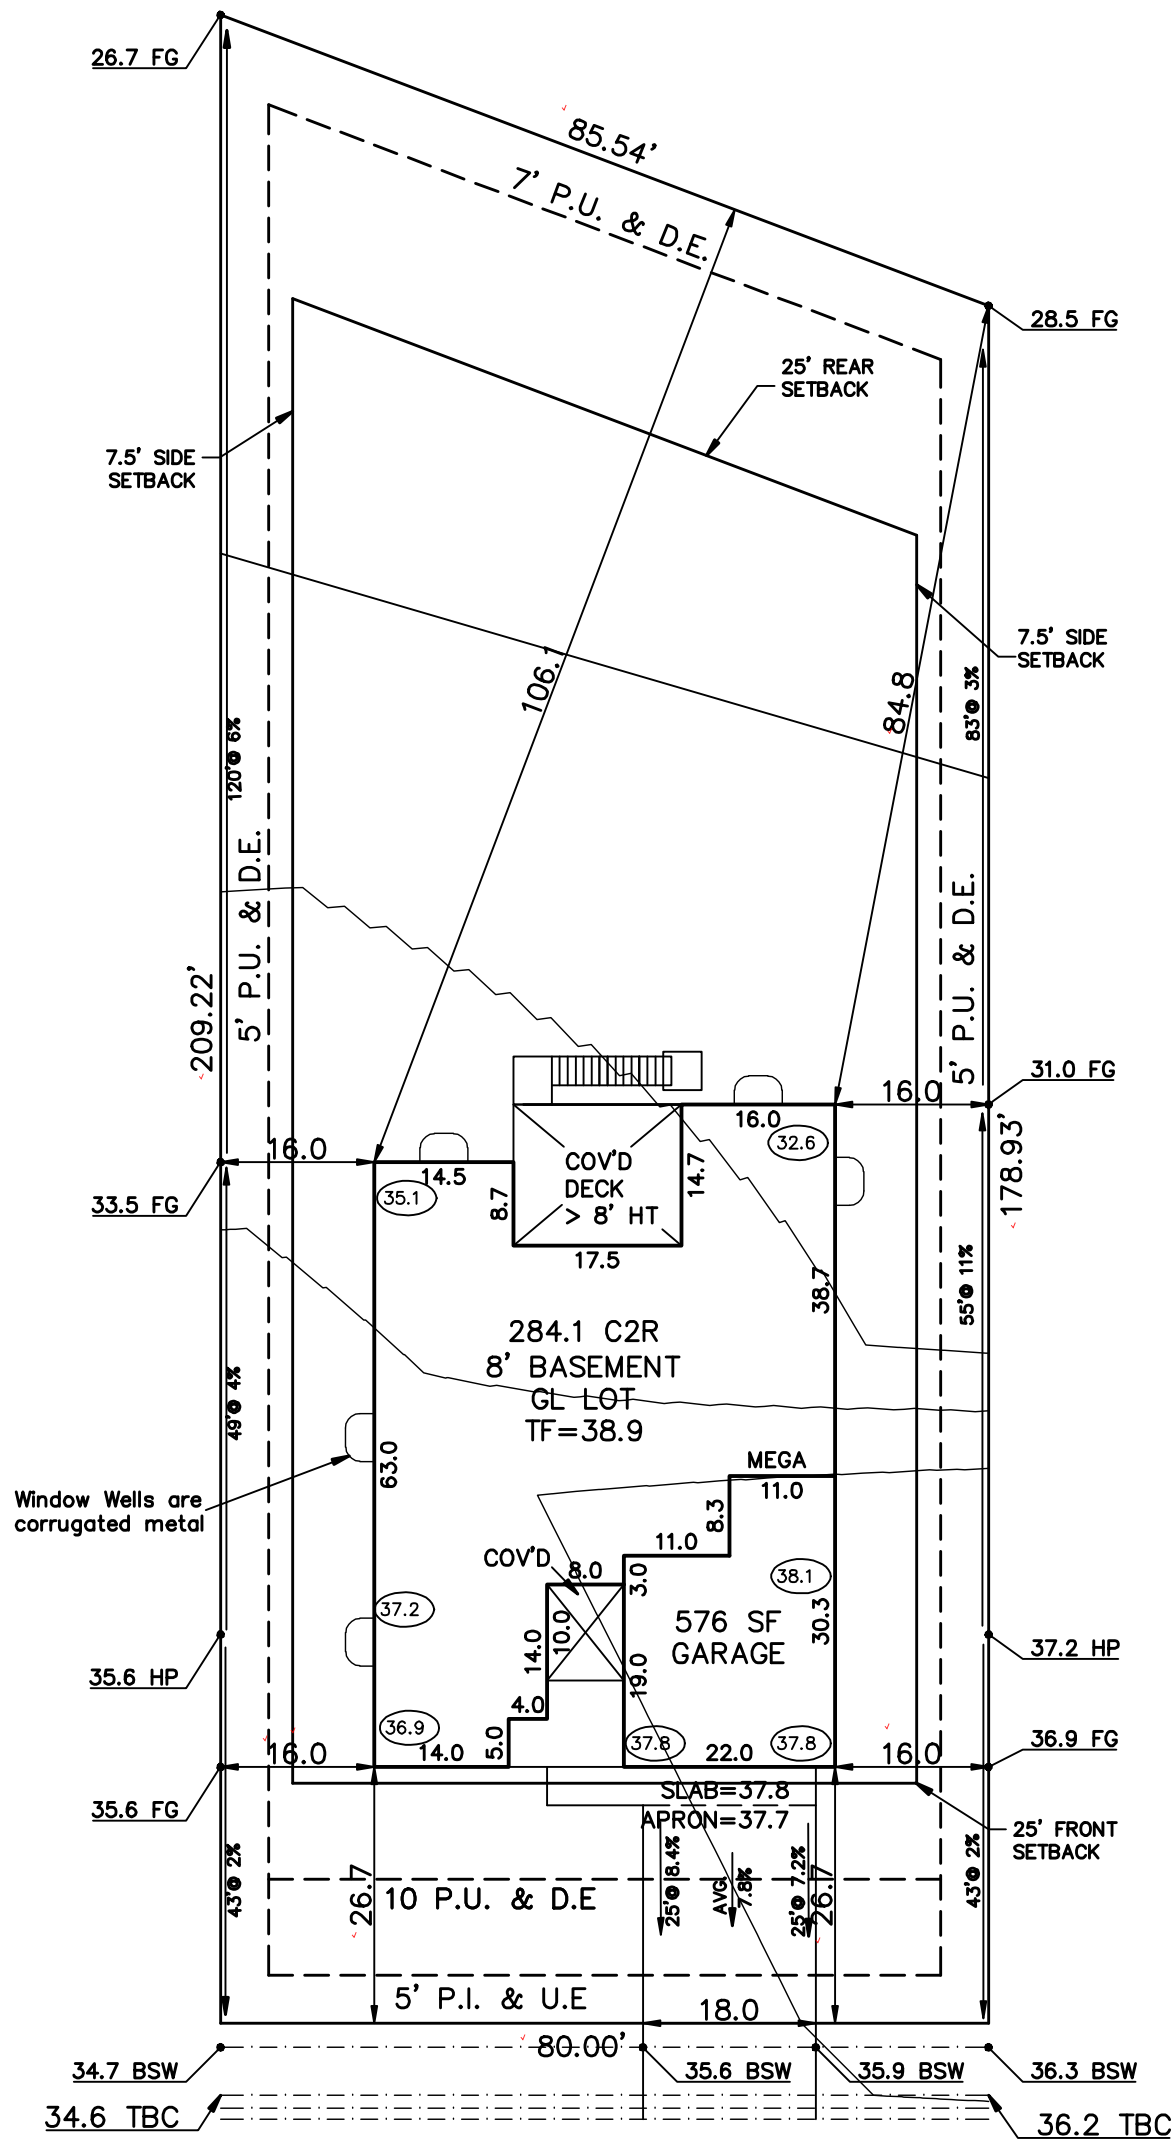 26.7 FG
85.54'
7' P.U. & D.E.
28.5 FG
25' REAR
SETBACK
7.5' SIDE
SETBACK
7.5' SIDE
SETBACK
106.1
84.8
83'@ 3%
120'@ 6%
5' P.U. & D.E.
5' P.U. & D.E.
209.22'
178.93'
31.0 FG
16.0
16.0
32.6
16.0
COV'D
DECK
> 8' HT
14.7
14.5
35.1
8.7
17.5
33.5 FG
38.7
55'@ 11%
284.1 C2R
8' BASEMENT
GL LOT
TF=38.9
49'@ 4%
63.0
MEGA
11.0
8.3
Window Wells are
corrugated metal
11.0
COV'D
8.0
3.0
38.1
37.2
10.0
14.0
576 SF
GARAGE
30.3
19.0
35.6 HP
37.2 HP
4.0
36.9
5.0
14.0
37.8
22.0
37.8
16.0
16.0
36.9 FG
35.6 FG
SLAB=37.8
APRON=37.7
25' FRONT
SETBACK
43'@ 2%
26.7
10 P.U. & D.E
25'@ 8.4%
AVG.
7.8%
25'@ 7.2%
26.7
43'@ 2%
5' P.I. & U.E
18.0
80.00'
34.7 BSW
35.6 BSW
35.9 BSW
36.3 BSW
34.6 TBC
36.2 TBC